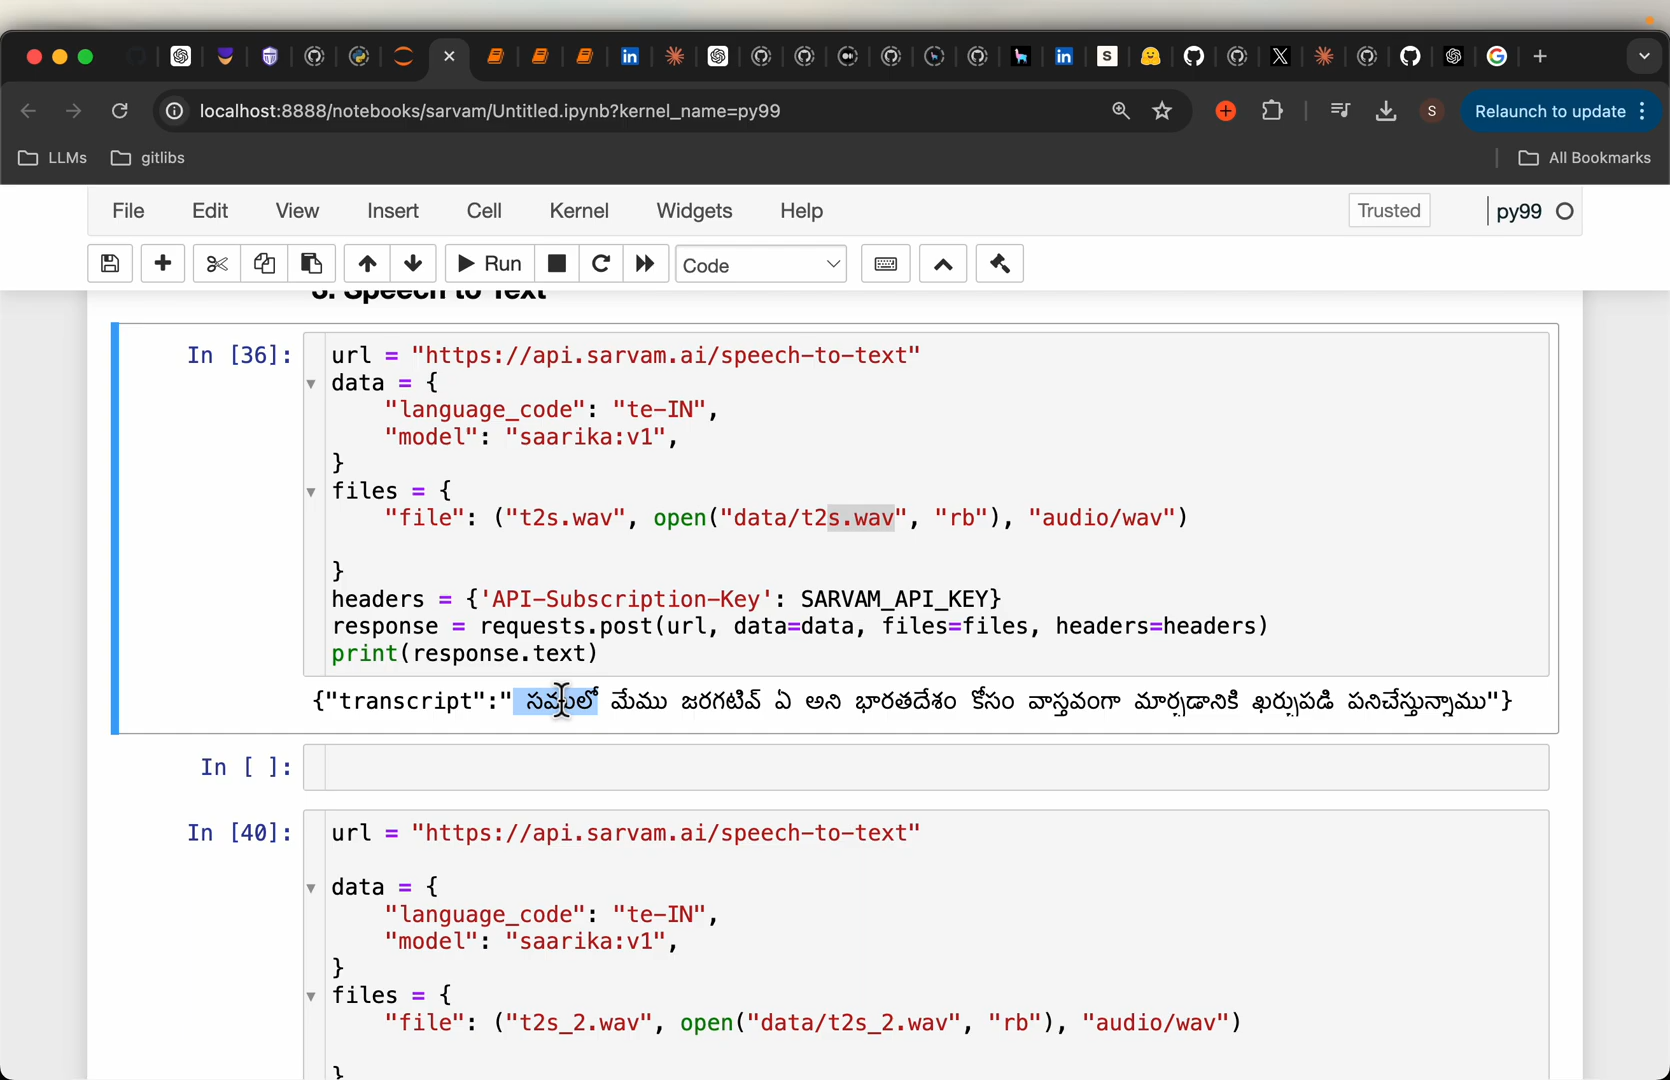 localhost:8888/notebooks/sarvam/Untitled.ipynb?kernel_name=py99
S
Relaunch to update
LLMs
gitlibs
All Bookmarks
File Edit View Insert Cell Kernel Widgets Help
Trusted
py99
Run
Code
Speech to Text
In [36]:
url = "https://api.sarvam.ai/speech-to-text"
data = {
"language_code": "te-IN",
"model": "saarika:v1",
}
files = {
"file": ("t2s.wav", open("data/t2s.wav", "rb"), "audio/wav")
}
headers = {'API-Subscription-Key': SARVAM_API_KEY}
response = requests.post(url, data=data, files=files, headers=headers)
print(response.text)
{"transcript":" మేము జరగటివ్ ఏ అని భారతదేశం కోసం వాస్తవంగా మార్చడానికి ఖర్చుపడి పనిచేస్తున్నాము"}
In [ ]:
In [40]:
url = "https://api.sarvam.ai/speech-to-text"
data = {
"language_code": "te-IN",
"model": "saarika:v1",
}
files = {
"file": ("t2s_2.wav", open("data/t2s_2.wav", "rb"), "audio/wav")
}